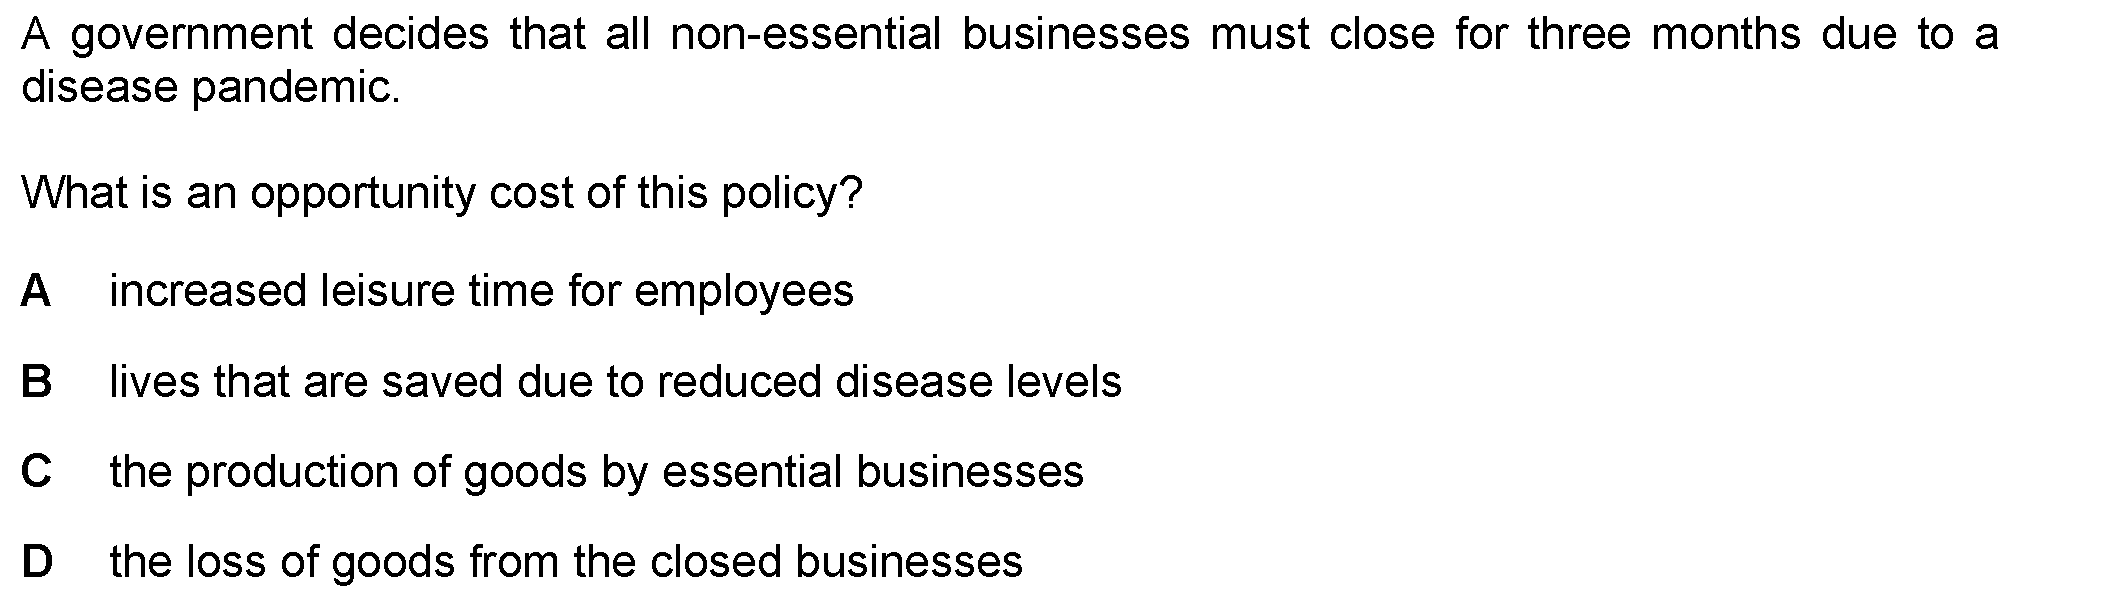 A government decides that all non-essential businesses must close for three months due to a
disease pandemic.
What is an opportunity cost of this policy?
A increased leisure time for employees
B lives that are saved due to reduced disease levels
C the production of goods by essential businesses
D the loss of goods from the closed businesses